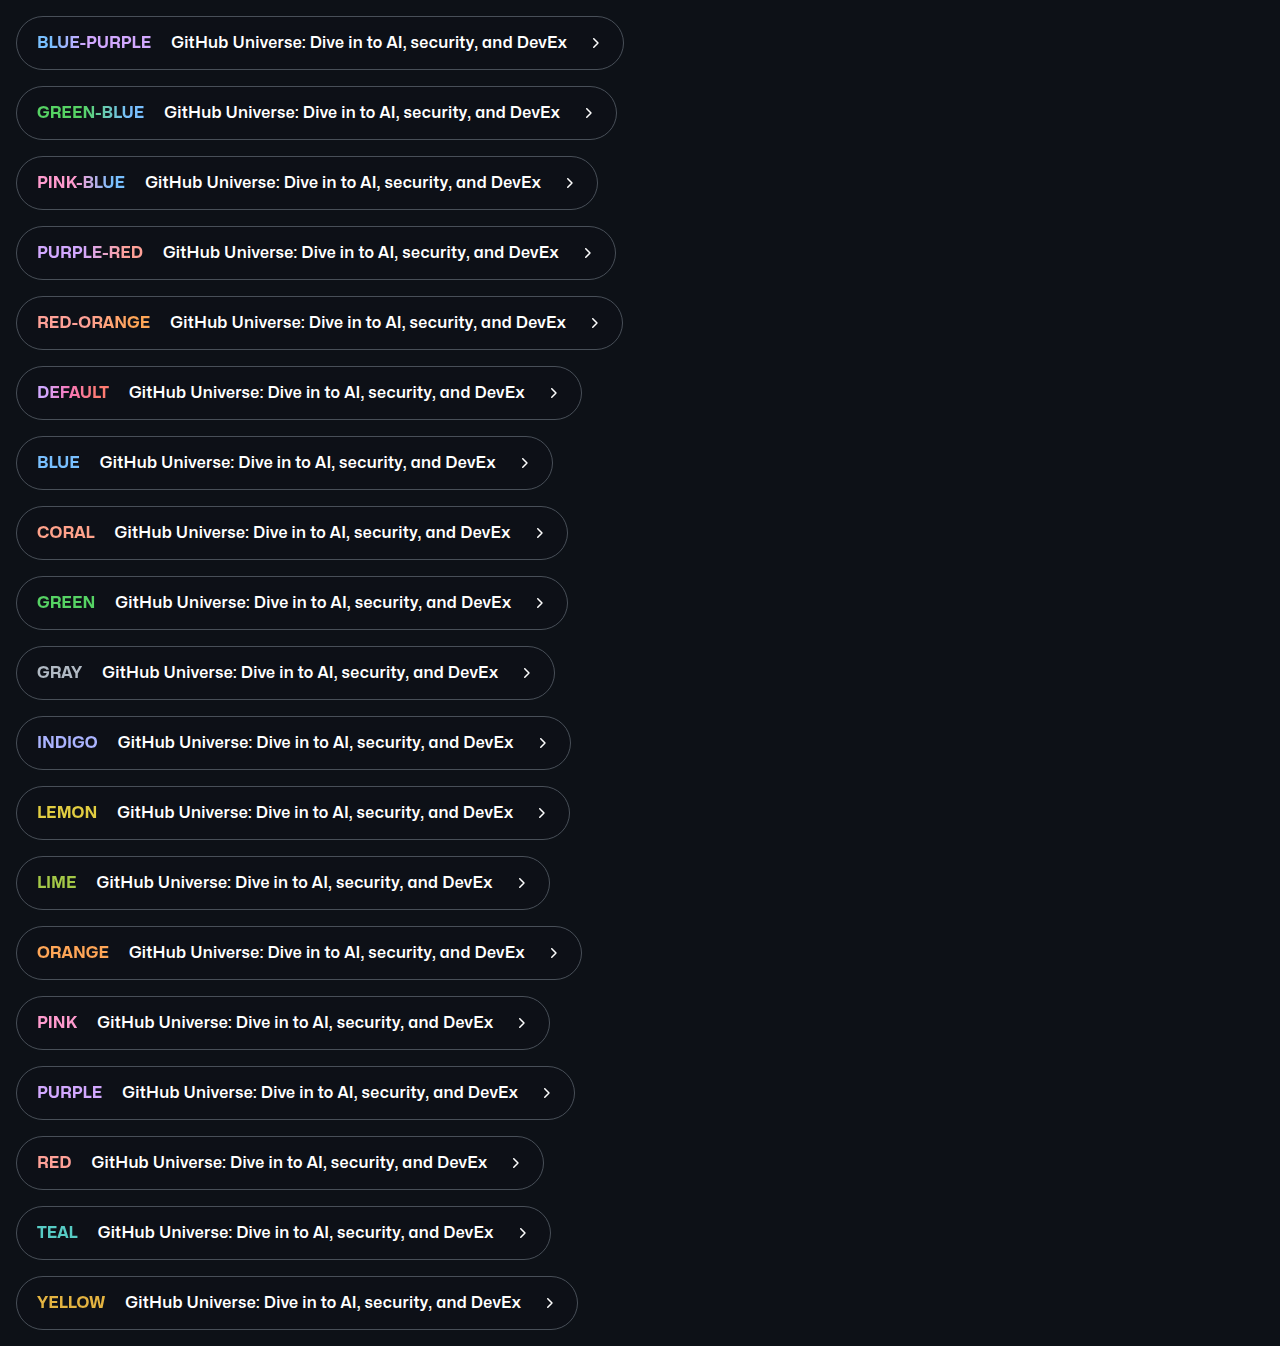 BLUE-PURPLE GitHub Universe: Dive in to AI, security, and DevEx
GREEN-BLUE GitHub Universe: Dive in to AI, security, and DevEx
PINK-BLUE GitHub Universe: Dive in to AI, security, and DevEx
PURPLE-RED GitHub Universe: Dive in to AI, security, and DevEx
RED-ORANGE GitHub Universe: Dive in to AI, security, and DevEx
DEFAULT GitHub Universe: Dive in to AI, security, and DevEx
BLUE GitHub Universe: Dive in to AI, security, and DevEx
CORAL GitHub Universe: Dive in to AI, security, and DevEx
GREEN GitHub Universe: Dive in to AI, security, and DevEx
GRAY GitHub Universe: Dive in to AI, security, and DevEx
INDIGO GitHub Universe: Dive in to AI, security, and DevEx
LEMON GitHub Universe: Dive in to AI, security, and DevEx
LIME GitHub Universe: Dive in to AI, security, and DevEx
ORANGE GitHub Universe: Dive in to AI, security, and DevEx
PINK GitHub Universe: Dive in to AI, security, and DevEx
PURPLE GitHub Universe: Dive in to AI, security, and DevEx
RED GitHub Universe: Dive in to AI, security, and DevEx
TEAL GitHub Universe: Dive in to AI, security, and DevEx
YELLOW GitHub Universe: Dive in to AI, security, and DevEx